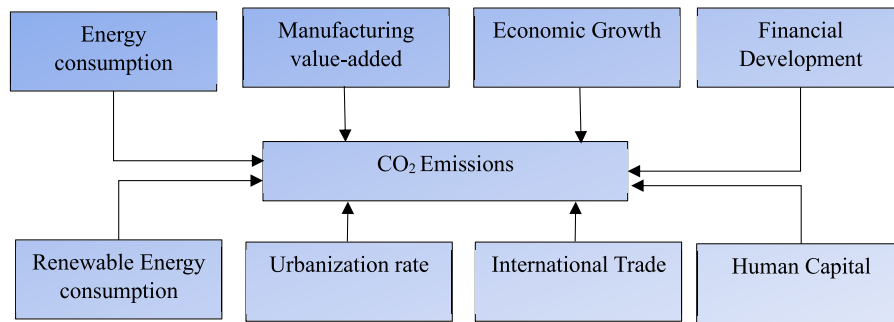 Energy
consumption
Manufacturing
value-added
Economic Growth
Financial
Development
CO₂ Emissions
Renewable Energy
consumption
Urbanization rate
International Trade
Human Capital